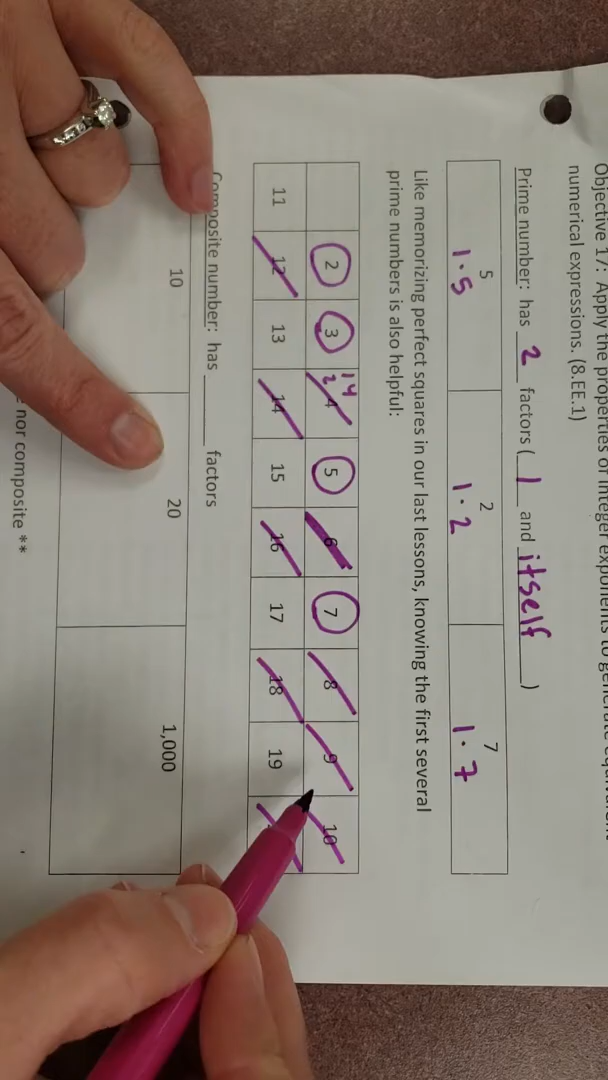 Objective 17: Apply the properties of integer exponents to generate
numerical expressions. (8.EE.1)
Prime number: has 2 factors ( 1 and itself )
5 2 7
1·5 1·2 1·7
Like memorizing perfect squares in our last lessons, knowing the first several
prime numbers is also helpful:
14
2
2 3 4 5 6 7 8 9 10
11 12 13 14 15 16 17 18 19
Composite number: has ______ factors
10 20 1,000
nor composite **